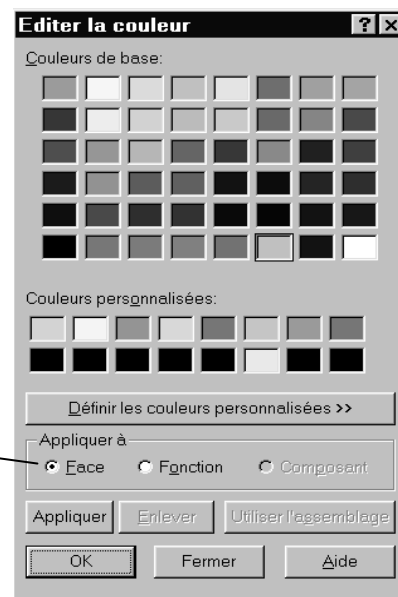 Editer la couleur ? ×
Couleurs de base:
Couleurs personnalisées:
Définir les couleurs personnalisées >>
Appliquer à
Face Fonction Composant
Appliquer Enlever Utiliser l'assemblage
OK Fermer Aide